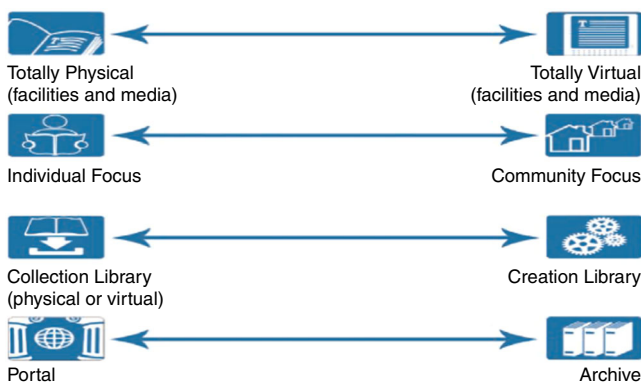 Totally Physical
(facilities and media)
Totally Virtual
(facilities and media)
Individual Focus
Community Focus
Collection Library
(physical or virtual)
Creation Library
Portal
Archive